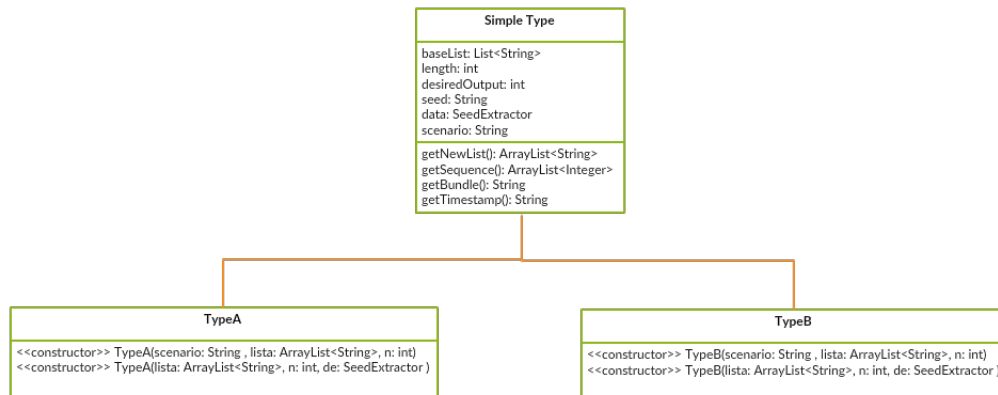 Simple Type
baseList: List<String>
length: int
desiredOutput: int
seed: String
data: SeedExtractor
scenario: String
getNewList(): ArrayList<String>
getSequence(): ArrayList<Integer>
getBundle(): String
getTimestamp(): String
TypeA
<<constructor>> TypeA(scenario: String , lista: ArrayList<String>, n: int)
<<constructor>> TypeA(lista: ArrayList<String>, n: int, de: SeedExtractor )
TypeB
<<constructor>> TypeB(scenario: String , lista: ArrayList<String>, n: int)
<<constructor>> TypeB(lista: ArrayList<String>, n: int, de: SeedExtractor )